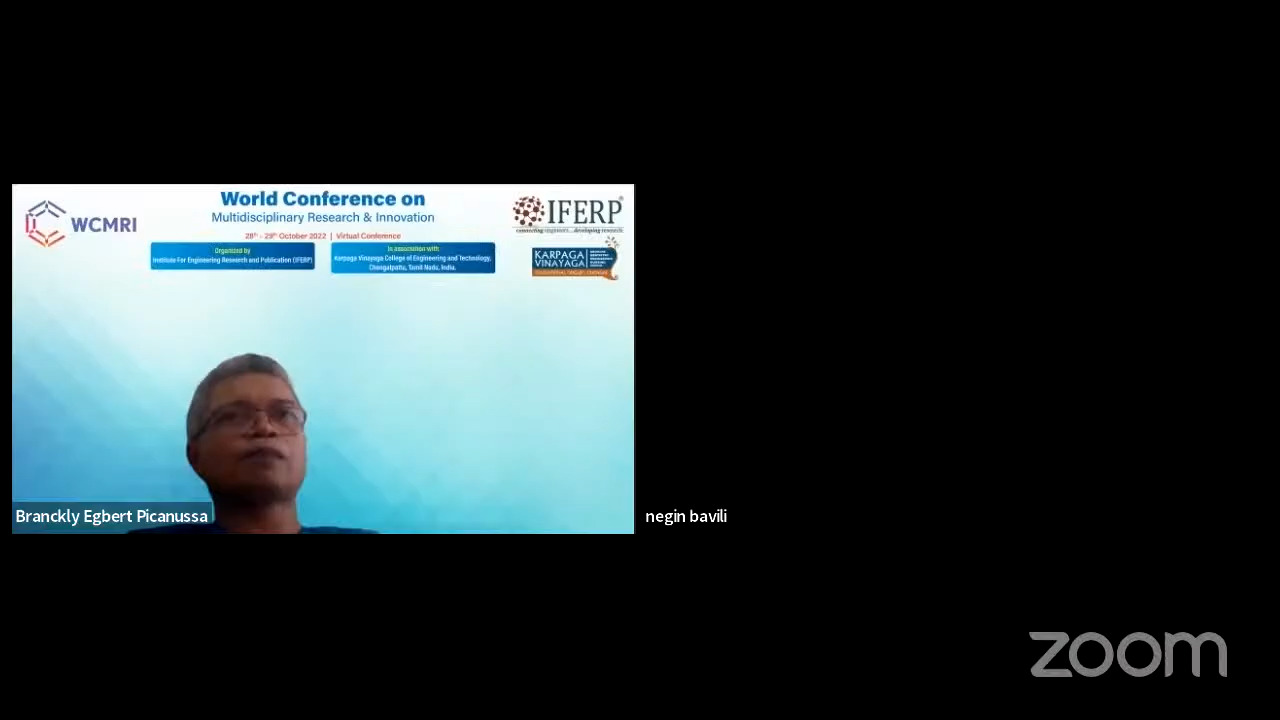 World Conference on
Multidisciplinary Research & Innovation
28th - 29th October 2022 | Virtual Conference
WCMRI
IFERP
connecting engineers...developing research
Organized by
Institute For Engineering Research and Publication (IFERP)
In association with
Karpaga Vinayaga College of Engineering and Technology,
Chengalpattu, Tamil Nadu, India.
KARPAGA
VINAYAGA
Branckly Egbert Picanussa
negin bavili
zoom